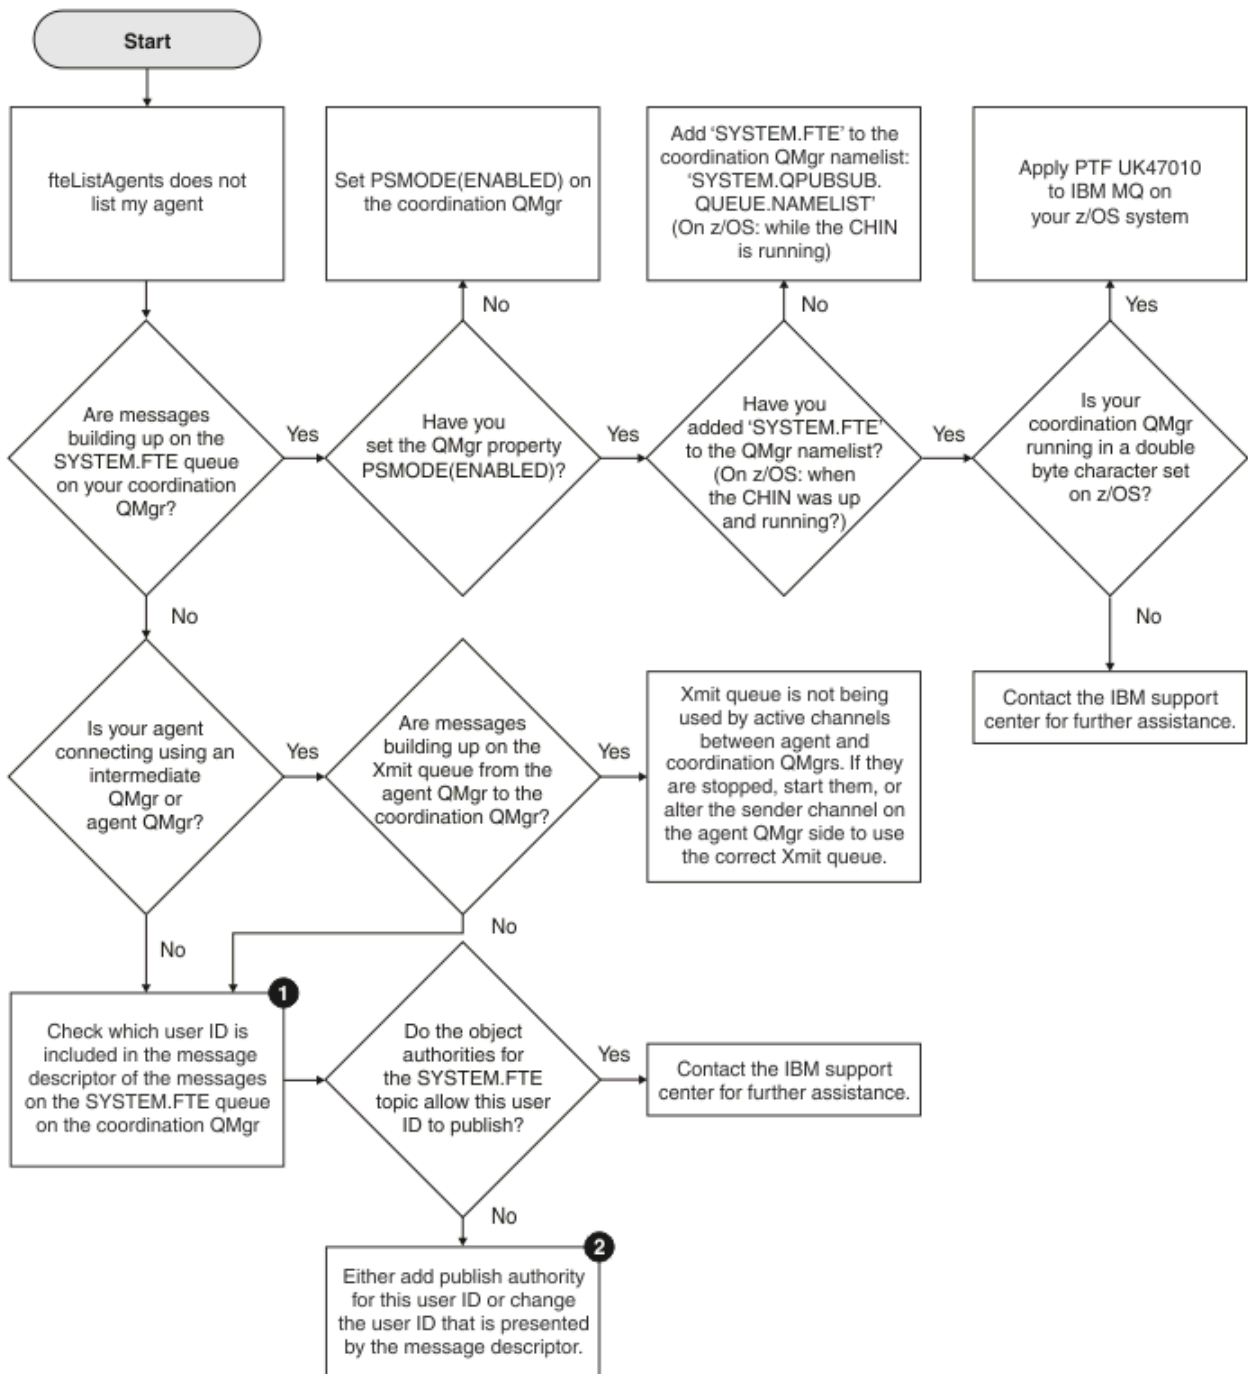 Start
fteListAgents does not
list my agent
Set PSMODE(ENABLED) on
the coordination QMgr
Add ‘SYSTEM.FTE’ to the
coordination QMgr namelist:
‘SYSTEM.QPUBSUB.
QUEUE.NAMELIST’
(On z/OS: while the CHIN
is running)
Apply PTF UK47010
to IBM MQ on
your z/OS system
No
No
Yes
Are messages
building up on the
SYSTEM.FTE queue
on your coordination
QMgr?
Yes
Have you
set the QMgr property
PSMODE(ENABLED)?
Yes
Have you
added ‘SYSTEM.FTE’
to the QMgr namelist?
(On z/OS: when
the CHIN was up
and running?)
Yes
Is your
coordination QMgr
running in a double
byte character set
on z/OS?
No
No
Is your agent
connecting using an
intermediate
QMgr or
agent QMgr?
Yes
Are messages
building up on the
Xmit queue from the
agent QMgr to the
coordination QMgr?
Yes
Xmit queue is not being
used by active channels
between agent and
coordination QMgrs. If they
are stopped, start them, or
alter the sender channel on
the agent QMgr side to use
the correct Xmit queue.
Contact the IBM support
center for further assistance.
No
No
1
Check which user ID is
included in the message
descriptor of the messages
on the SYSTEM.FTE queue
on the coordination QMgr
Do the object
authorities for
the SYSTEM.FTE
topic allow this user
ID to publish?
Yes
Contact the IBM support
center for further assistance.
No
2
Either add publish authority
for this user ID or change
the user ID that is presented
by the message descriptor.